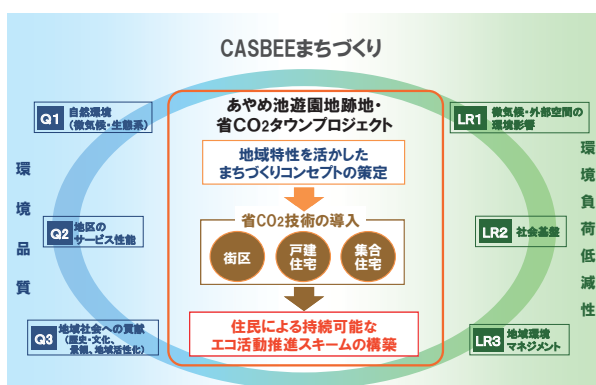 CASBEEまちづくり
環境品質
Q1 自然環境
(微気候・生態系)
Q2 地区の
サービス性能
Q3 地域社会への貢献
(歴史・文化、
景観、地域活性化)
あやめ池遊園地跡地・
省CO2タウンプロジェクト
地域特性を活かした
まちづくりコンセプトの策定
省CO2技術の導入
街区
戸建
住宅
集合
住宅
住民による持続可能な
エコ活動推進スキームの構築
LR1 微気候・外部空間の
環境影響
LR2 社会基盤
LR3 地域環境
マネジメント
環境負荷低減性